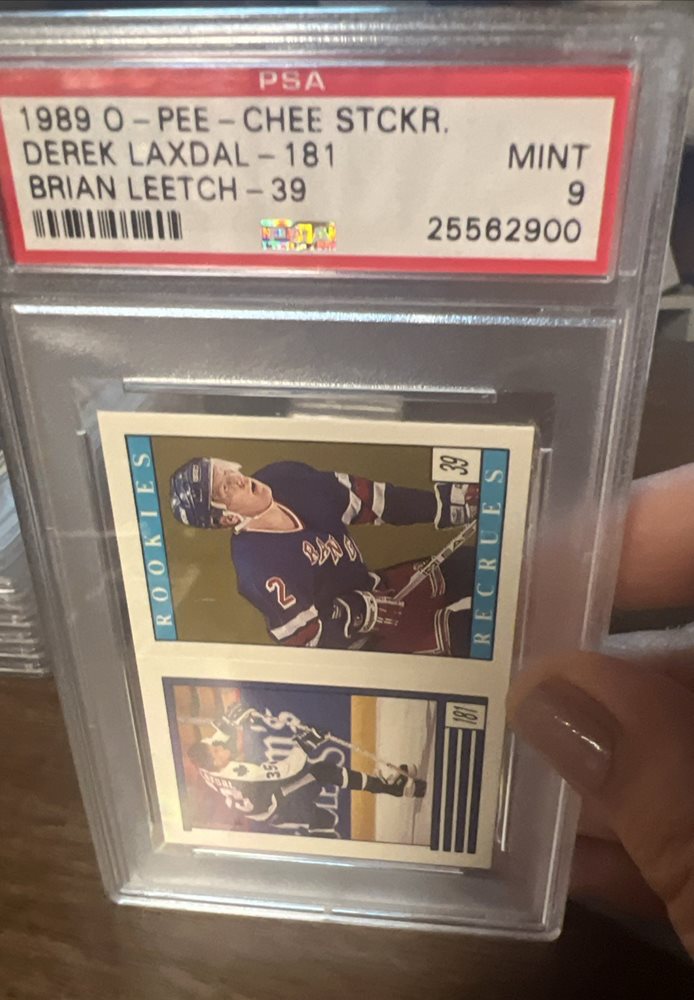 PSA
1989 O-PEE-CHEE STCKR.
DEREK LAXDAL-181 MINT
BRIAN LEETCH-39 9
25562900
ROOKIES
39
RECRUES
2
181
35